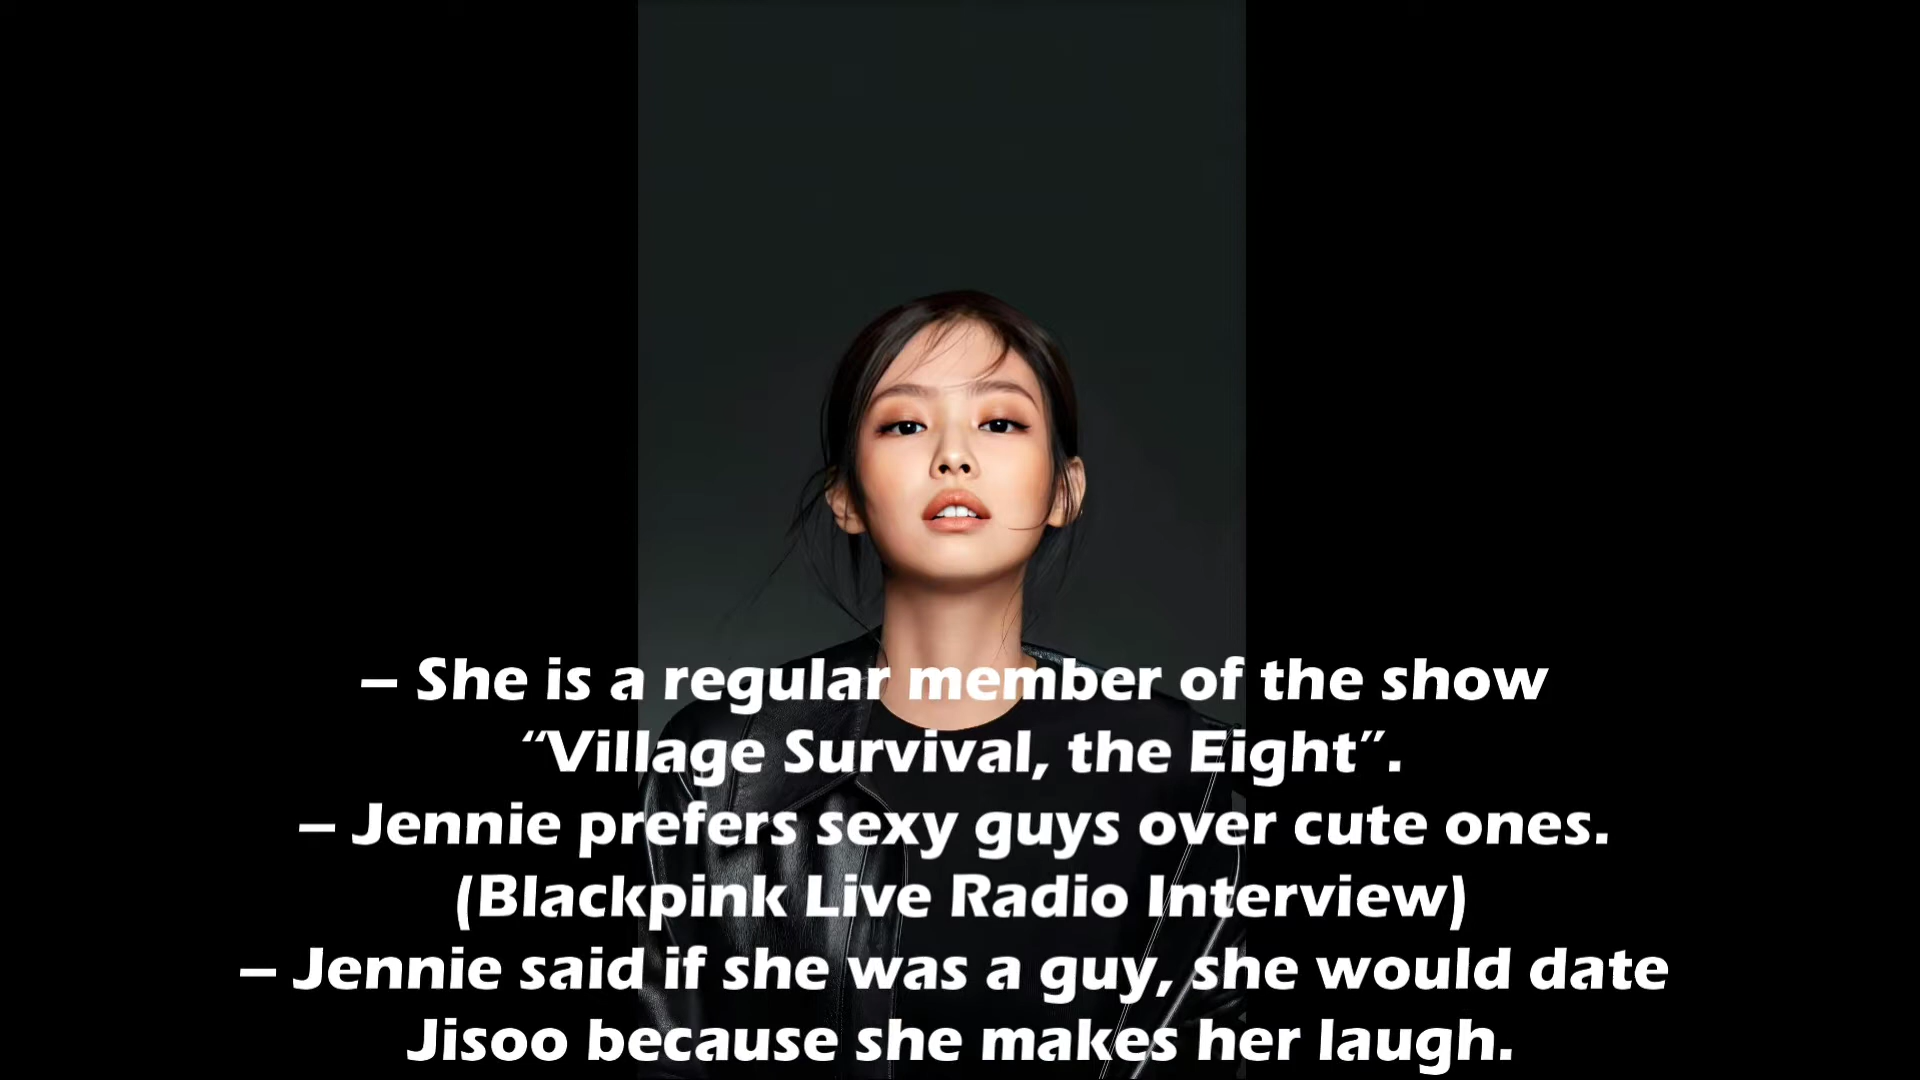 – She is a regular member of the show
“Village Survival, the Eight”.
– Jennie prefers sexy guys over cute ones.
(Blackpink Live Radio Interview)
– Jennie said if she was a guy, she would date
Jisoo because she makes her laugh.